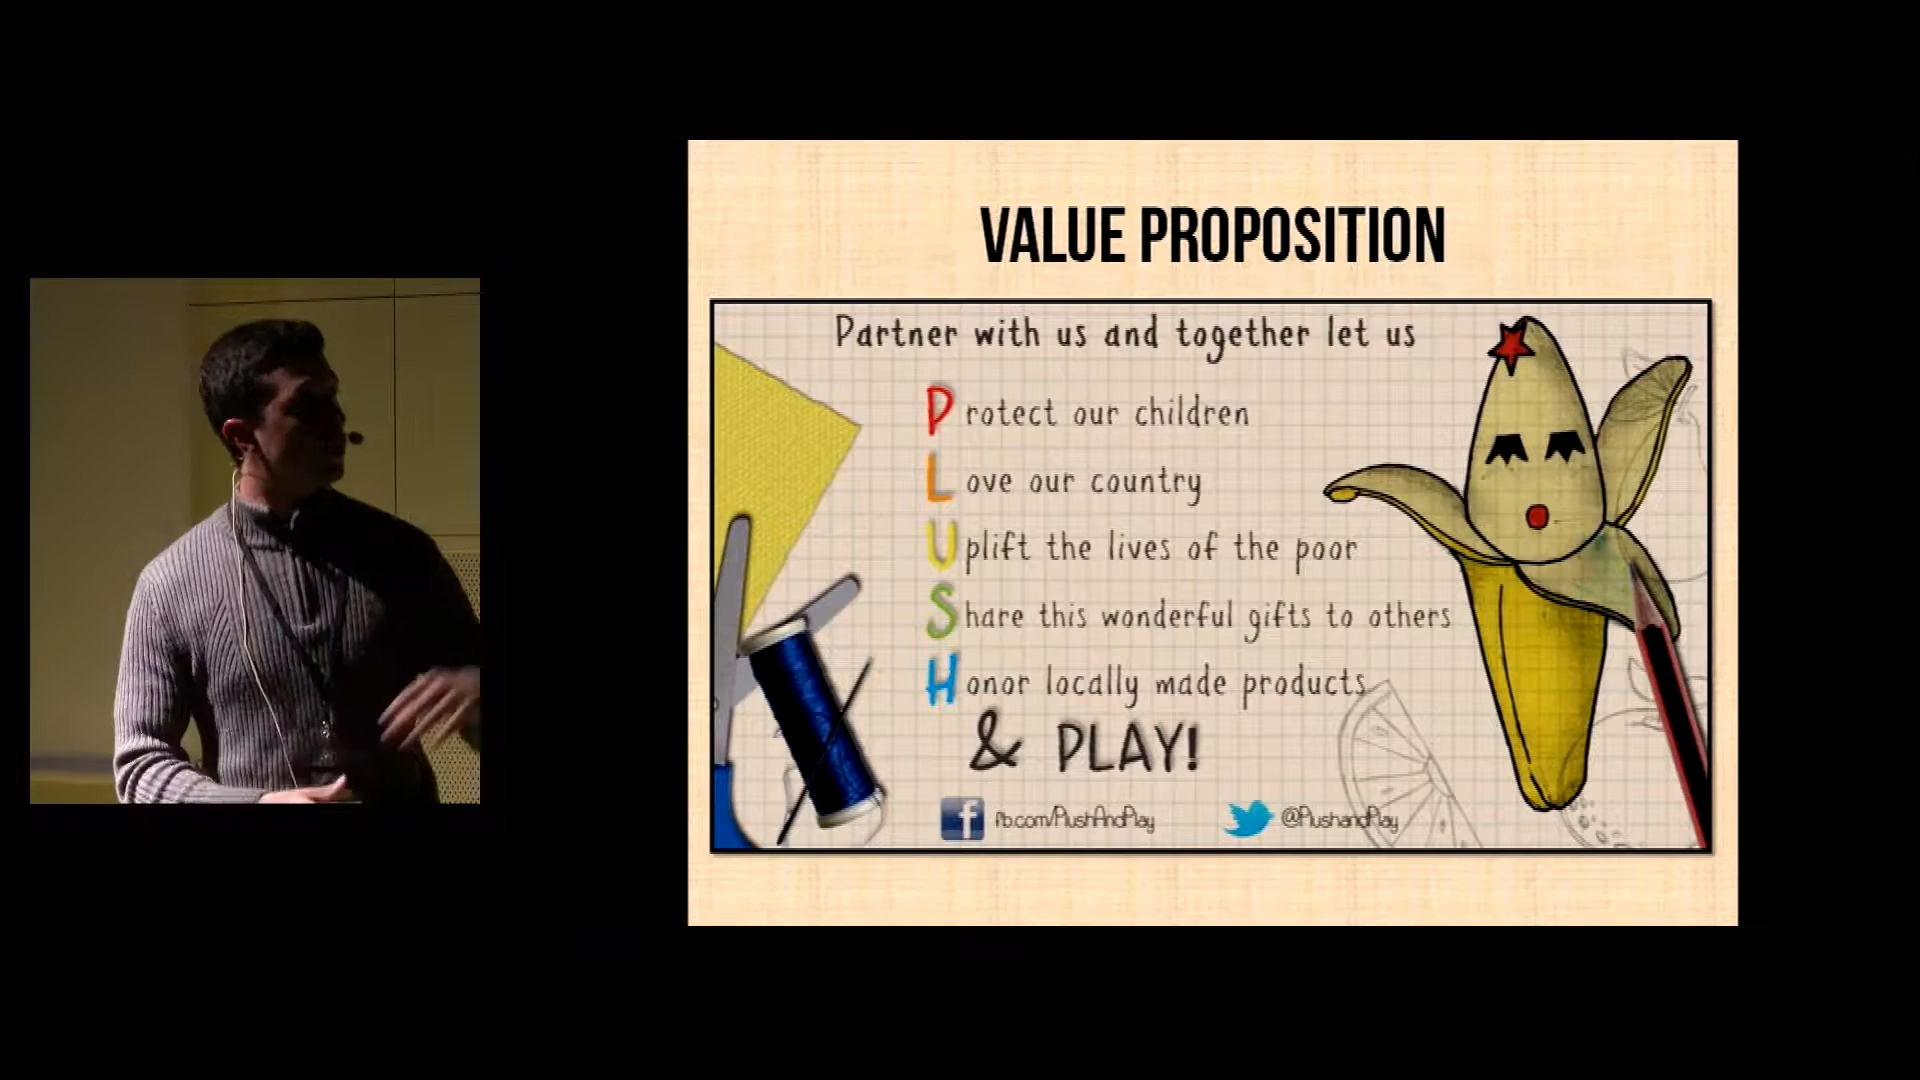 VALUE PROPOSITION
Partner with us and together let us
Protect our children
Love our country
Uplift the lives of the poor
Share this wonderful gifts to others
Honor locally made products
& PLAY!
f fb.com/PlushAndPlay @PlushandPlay